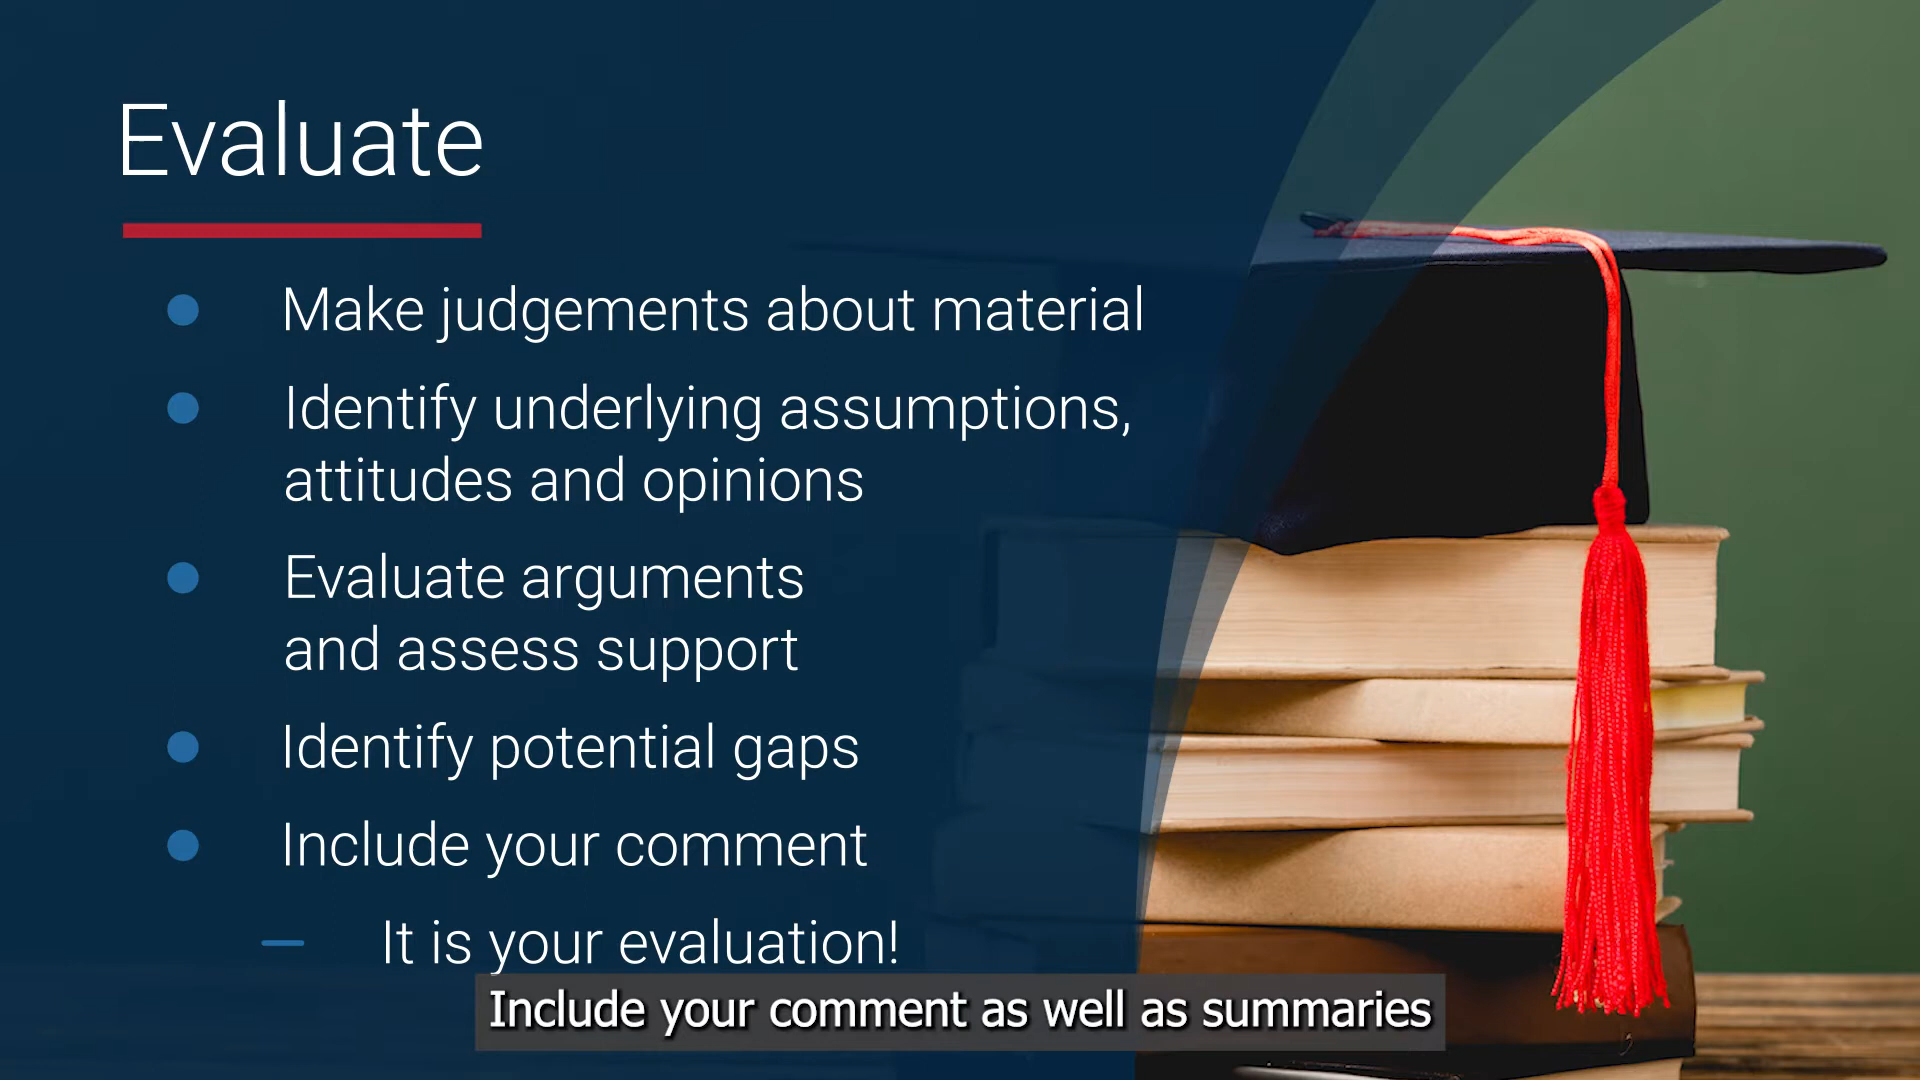 Evaluate
Make judgements about material
Identify underlying assumptions,
attitudes and opinions
Evaluate arguments
and assess support
Identify potential gaps
Include your comment
It is your evaluation!
Include your comment as well as summaries